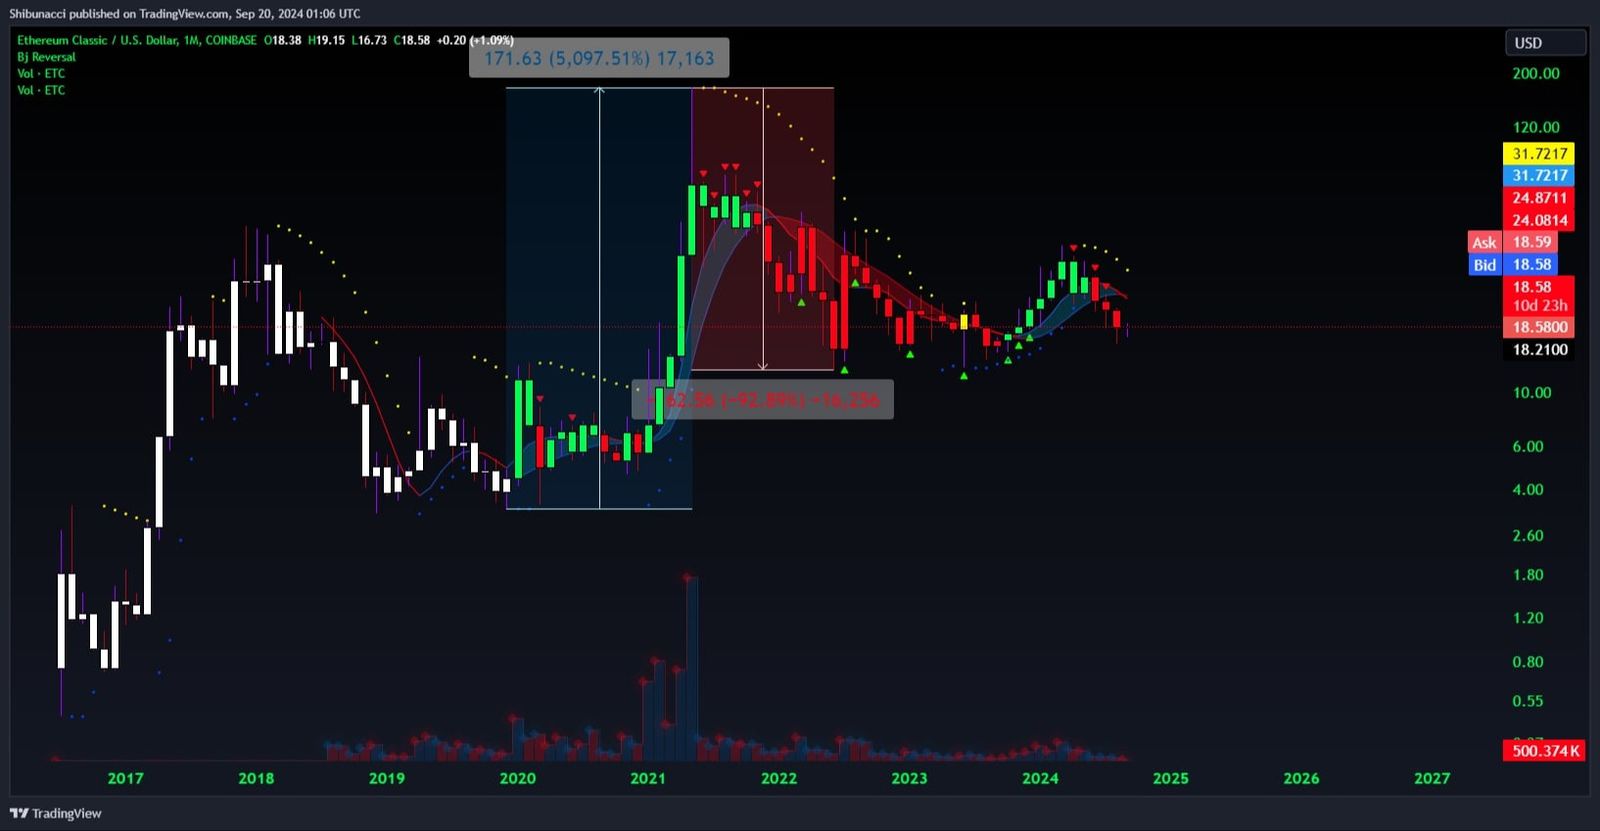 Shibunacci published on TradingView.com, Sep 20, 2024 01:06 UTC
Ethereum Classic / U.S. Dollar, 1M, COINBASE O18.38 H19.15 L16.73 C18.58 +0.20 (+1.09%)
Bj Reversal
Vol · ETC
Vol · ETC
171.63 (5,097.51%) 17,163
62.56 (−92.89%) −16,256
USD
200.00
120.00
31.7217
31.7217
24.8711
24.0814
Ask 18.59
Bid 18.58
18.58
10d 23h
18.5800
18.2100
10.00
6.00
4.00
2.60
1.80
1.20
0.80
0.55
500.374K
2017 2018 2019 2020 2021 2022 2023 2024 2025 2026 2027
TradingView